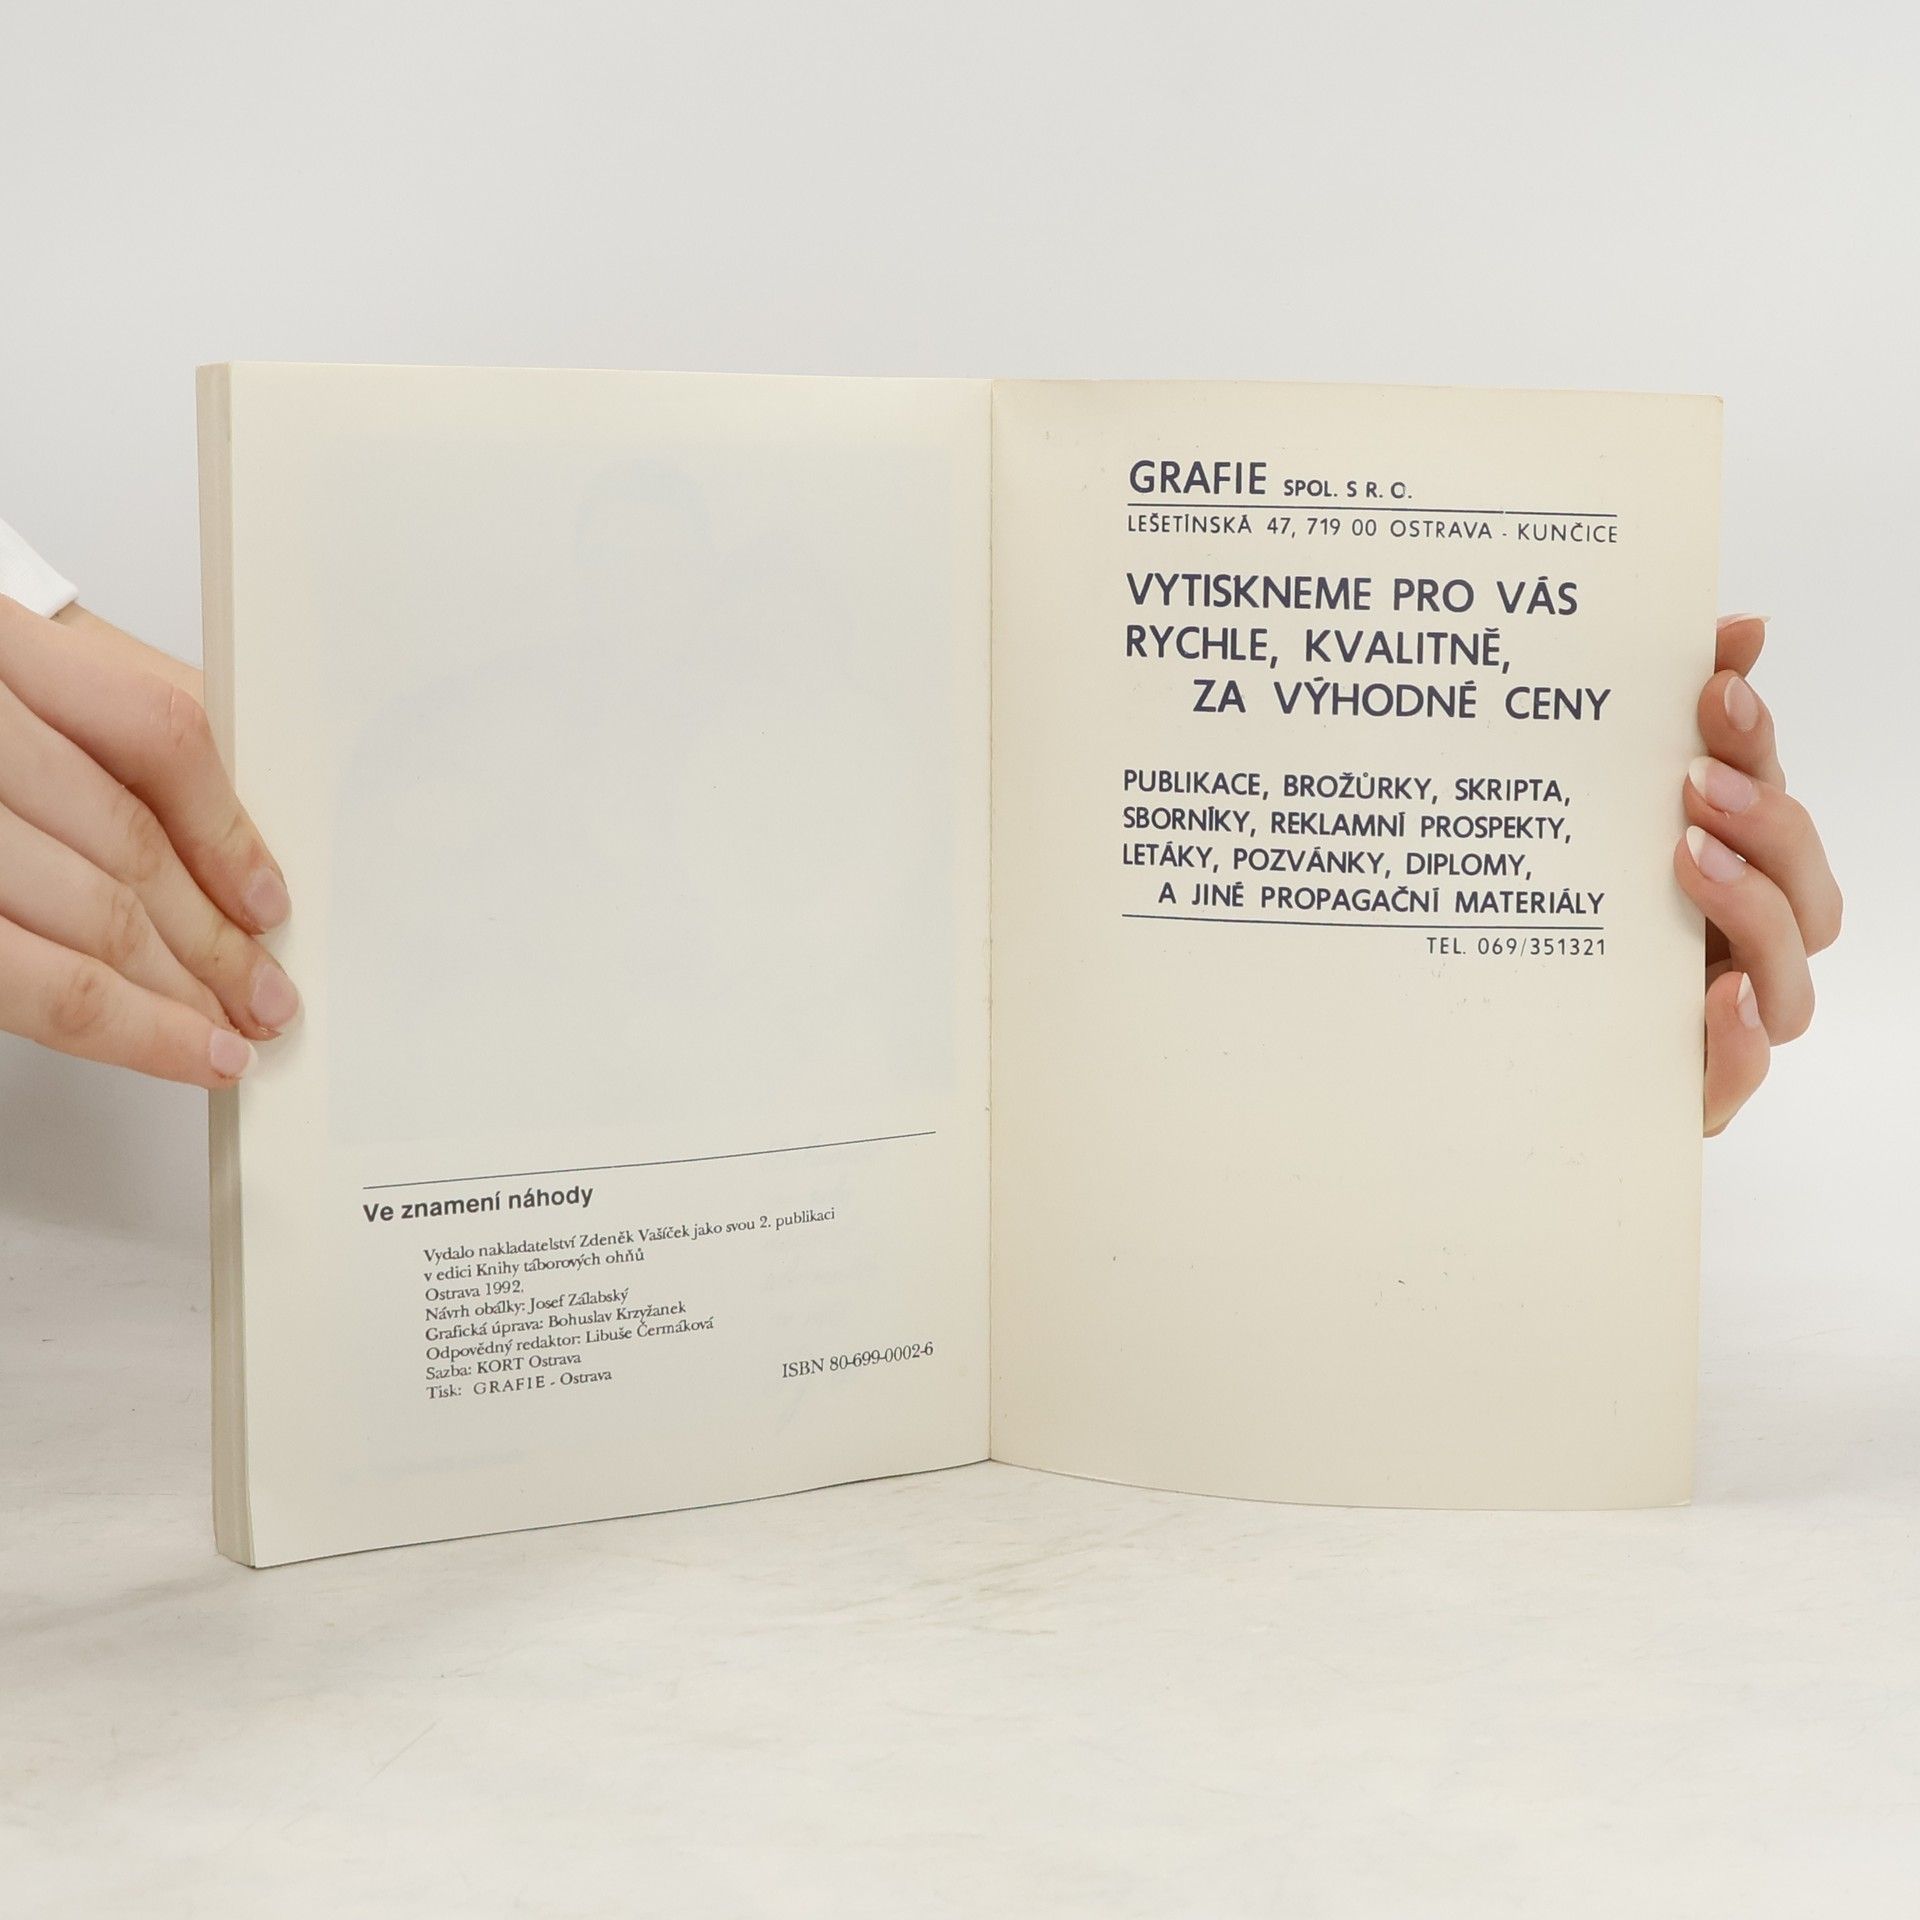 Ve znamení náhody
Vydalo nakladatelství Zdeněk Vašíček jako svou 2. publikaci
v edici Knihy táborových ohňů
Ostrava 1992.
Návrh obálky: Josef Zálabský
Grafická úprava: Bohuslav Krzyžanek
Odpovědný redaktor: Libuše Čermáková
Sazba: KORT Ostrava
Tisk: GRAFIE - Ostrava
ISBN 80-699-0002-6
GRAFIE SPOL. S R. O.
LEŠETÍNSKÁ 47, 719 00 OSTRAVA - KUNČICE
VYTISKNEME PRO VÁS
RYCHLE, KVALITNĚ,
ZA VÝHODNÉ CENY
PUBLIKACE, BROŽŮRKY, SKRIPTA,
SBORNÍKY, REKLAMNÍ PROSPEKTY,
LETÁKY, POZVÁNKY, DIPLOMY,
A JINÉ PROPAGAČNÍ MATERIÁLY
TEL. 069/351321